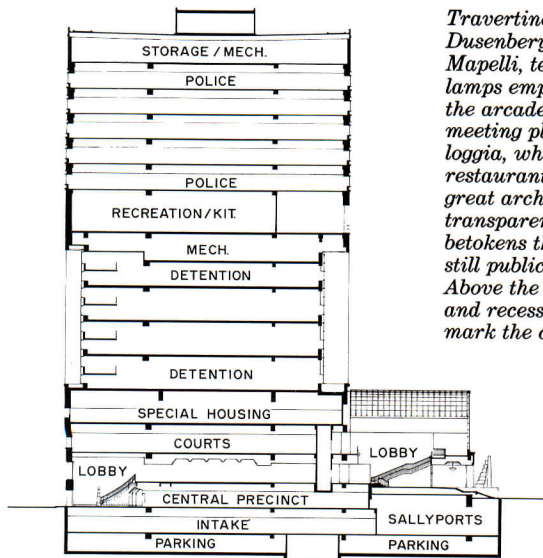 STORAGE / MECH.
POLICE
POLICE
RECREATION/KIT.
MECH.
DETENTION
DETENTION
SPECIAL HOUSING
COURTS
LOBBY
LOBBY
CENTRAL PRECINCT
INTAKE
SALLYPORTS
PARKING
PARKING
Travertine
Dusenbery
Mapelli, te
lamps emp
the arcade
meeting pl
loggia, wh
restaurant
great arch
transparen
betokens th
still public
Above the
and recess
mark the c